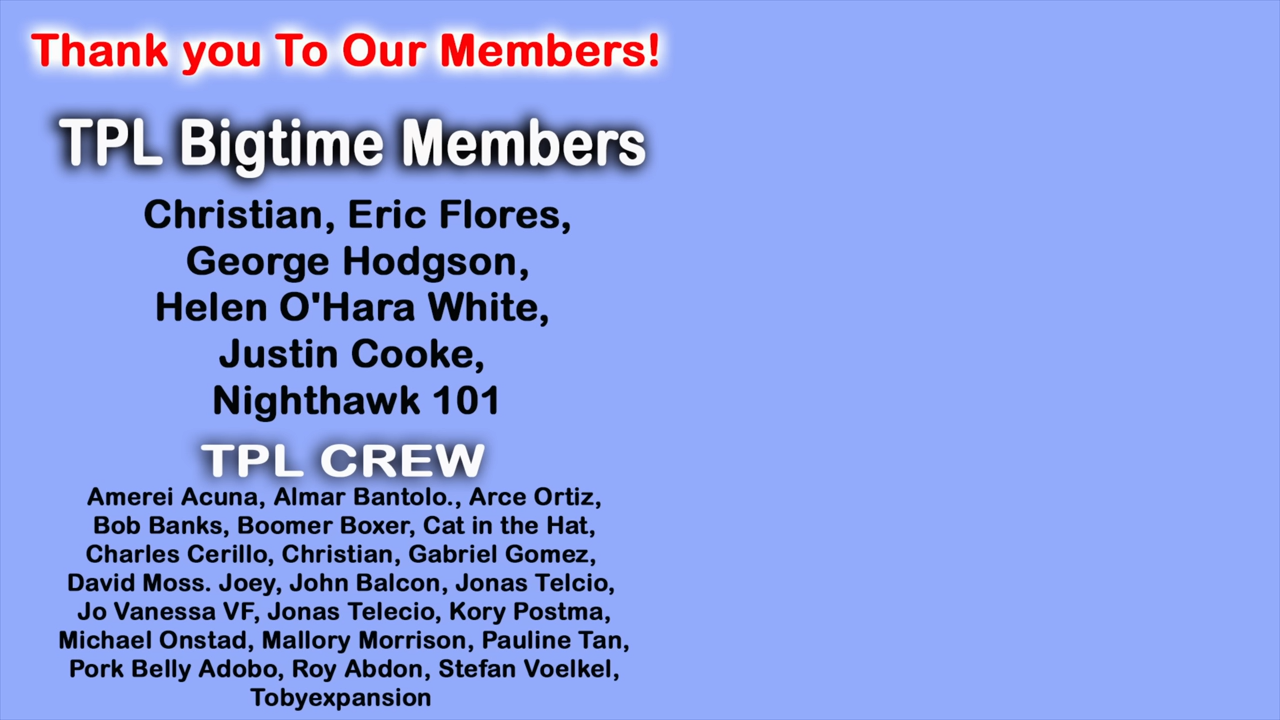 Thank you To Our Members!
TPL Bigtime Members
Christian, Eric Flores,
George Hodgson,
Helen O'Hara White,
Justin Cooke,
Nighthawk 101
TPL CREW
Amerei Acuna, Almar Bantolo., Arce Ortiz,
Bob Banks, Boomer Boxer, Cat in the Hat,
Charles Cerillo, Christian, Gabriel Gomez,
David Moss. Joey, John Balcon, Jonas Telcio,
Jo Vanessa VF, Jonas Telecio, Kory Postma,
Michael Onstad, Mallory Morrison, Pauline Tan,
Pork Belly Adobo, Roy Abdon, Stefan Voelkel,
Tobyexpansion